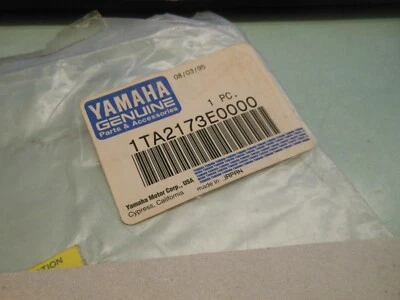 08/03/95
YAMAHA
GENUINE
Parts & Accessories
1 PC.
1TA2173E0000
Yamaha Motor Corp., USA
Cypress, California
made in JAPAN
TION